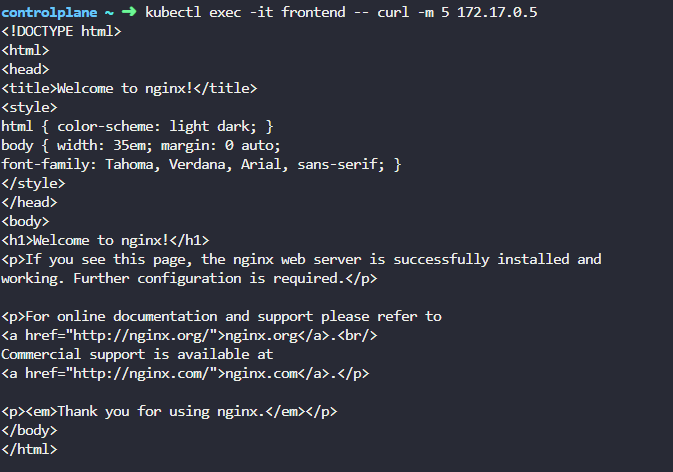 controlplane ~ ➜ kubectl exec -it frontend -- curl -m 5 172.17.0.5
<!DOCTYPE html>
<html>
<head>
<title>Welcome to nginx!</title>
<style>
html { color-scheme: light dark; }
body { width: 35em; margin: 0 auto;
font-family: Tahoma, Verdana, Arial, sans-serif; }
</style>
</head>
<body>
<h1>Welcome to nginx!</h1>
<p>If you see this page, the nginx web server is successfully installed and
working. Further configuration is required.</p>

<p>For online documentation and support please refer to
<a href="http://nginx.org/">nginx.org</a>.<br/>
Commercial support is available at
<a href="http://nginx.com/">nginx.com</a>.</p>

<p><em>Thank you for using nginx.</em></p>
</body>
</html>